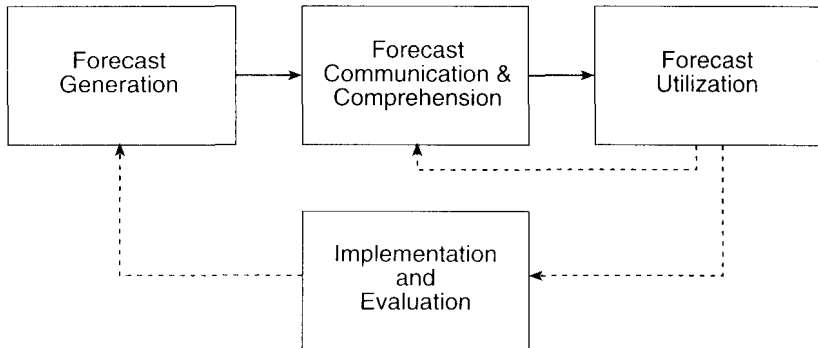 Forecast
Generation
Forecast
Communication &
Comprehension
Forecast
Utilization
Implementation
and
Evaluation